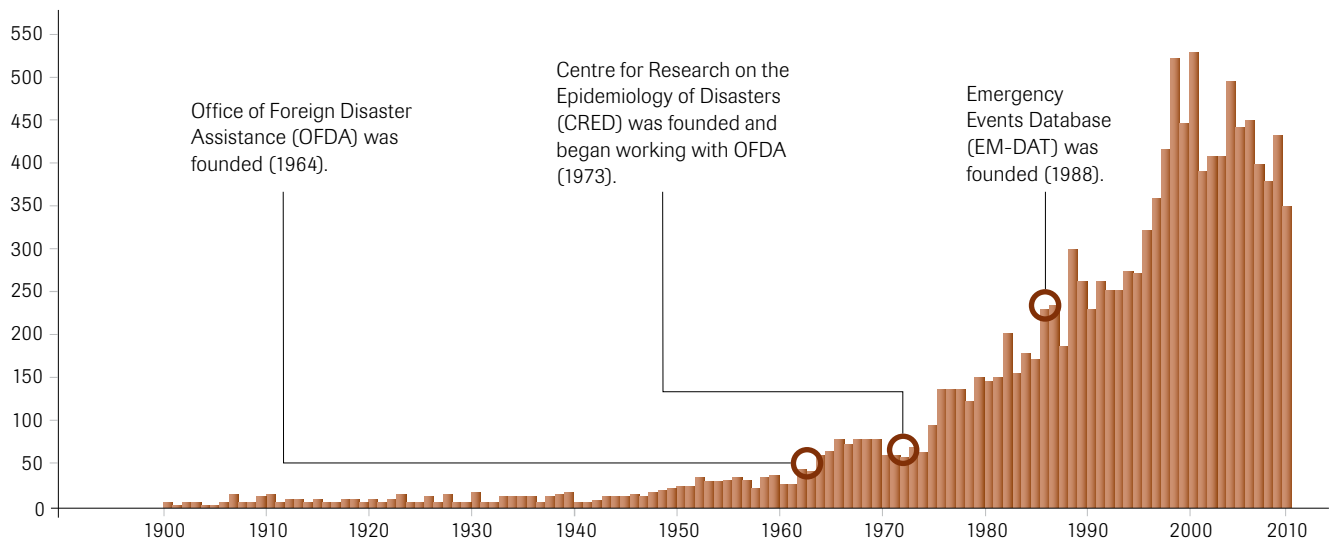 550
500
450
400
350
300
250
200
150
100
50
0
Office of Foreign Disaster
Assistance (OFDA) was
founded (1964).
Centre for Research on the
Epidemiology of Disasters
(CRED) was founded and
began working with OFDA
(1973).
Emergency
Events Database
(EM-DAT) was
founded (1988).
1900 1910 1920 1930 1940 1950 1960 1970 1980 1990 2000 2010